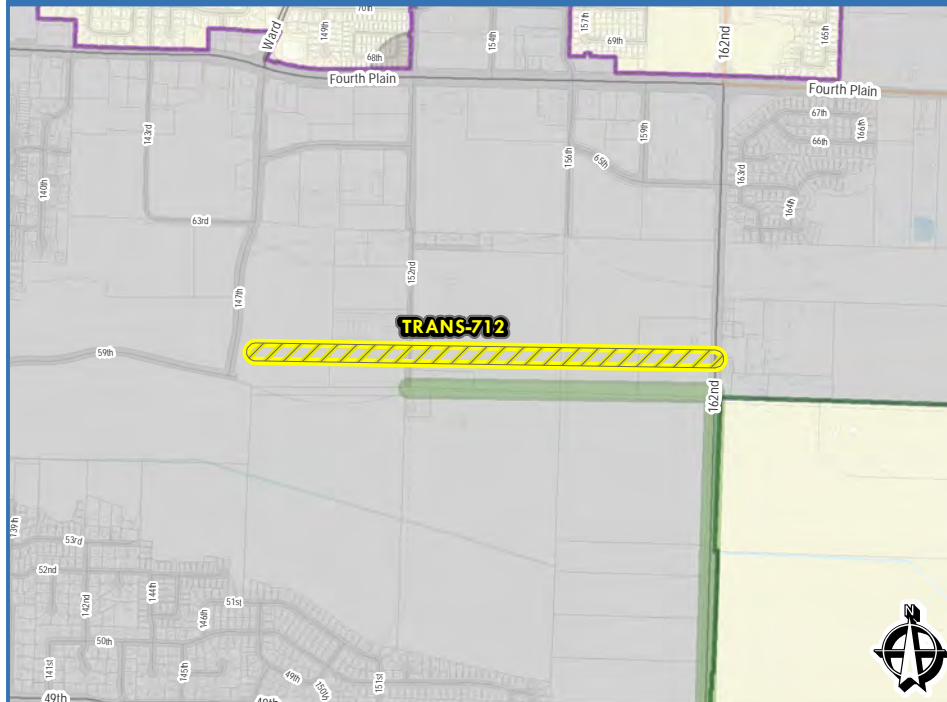 70th
Ward
149th
68th
154th
157th
69th
162nd
165th
Fourth Plain
Fourth Plain
143rd
140th
156th
159th
65th
67th
66th
166th
163rd
164th
63rd
152nd
147th
TRANS-712
59th
162nd
139th
53rd
52nd
142nd
144th
146th
51st
50th
141st
145th
49th
150th
151st
49th
49th
N